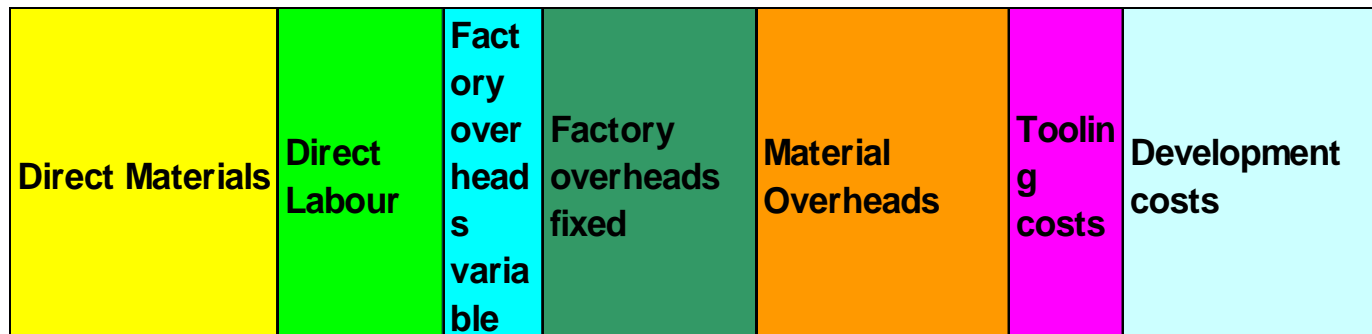 Direct Materials
Direct
Labour
Fact
ory
over
head
s
varia
ble
Factory
overheads
fixed
Material
Overheads
Toolin
g
costs
Development
costs